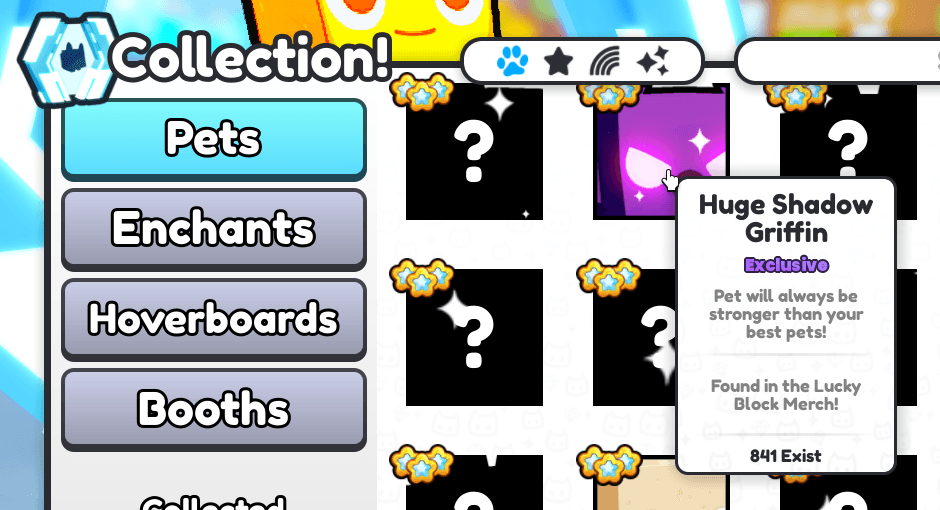 Collection!
Pets
Enchants
Hoverboards
Booths
Collected
?
?
?
?
?
?
Huge Shadow
Griffin
Exclusive
Pet will always be
stronger than your
best pets!
Found in the Lucky
Block Merch!
841 Exist